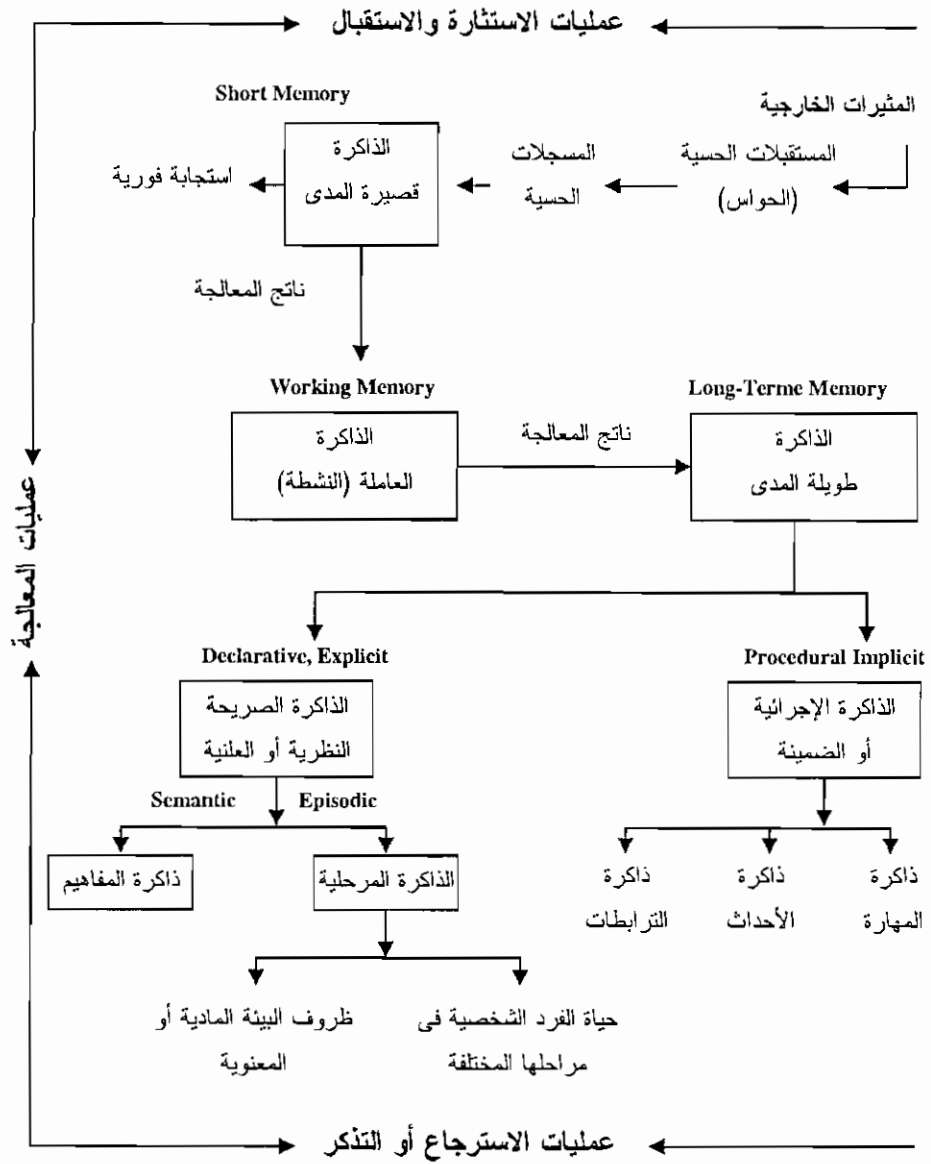 عمليات الاستثارة والاستقبال
المثيرات الخارجية
المستقبلات الحسية
(الحواس)
المسجلات
الحسية
Short Memory
الذاكرة
قصيرة المدى
استجابة فورية
ناتج المعالجة
Working Memory
الذاكرة
العاملة (النشطة)
ناتج المعالجة
Long-Terme Memory
الذاكرة
طويلة المدى
عمليات المعالجة
Procedural Implicit
الذاكرة الإجرائية
أو الضمينة
ذاكرة
المهارة
ذاكرة
الأحداث
ذاكرة
الترابطات
Declarative, Explicit
الذاكرة الصريحة
النظرية أو العلنية
Semantic
Episodic
الذاكرة المرحلية
ذاكرة المفاهيم
حياة الفرد الشخصية فى
مراحلها المختلفة
ظروف البيئة المادية أو
المعنوية
عمليات الاسترجاع أو التذكر